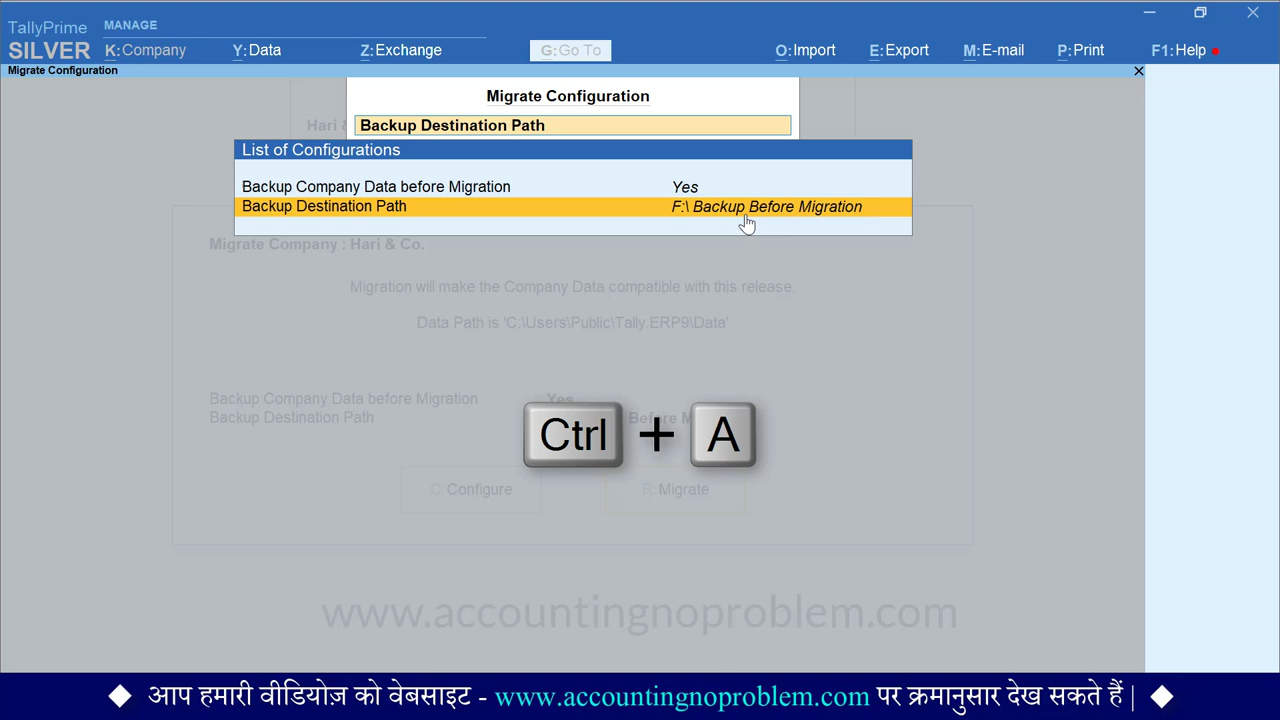 TallyPrime
MANAGE
SILVER
K:Company
Y:Data
Z:Exchange
G:Go To
O:Import
E:Export
M:E-mail
P:Print
F1:Help
Migrate Configuration
Migrate Configuration
Hari &
Backup Destination Path
List of Configurations
Backup Company Data before Migration Yes
Backup Destination Path F:\ Backup Before Migration
Migrate Company : Hari & Co.
Migration will make the Company Data compatible with this release.
Data Path is 'C:\Users\Public\Tally.ERP9\Data'
Backup Company Data before Migration Yes
Backup Destination Path Before M
Ctrl + A
C:Configure
R:Migrate
www.accountingnoproblem.com
आप हमारी वीडियोज़ को वेबसाइट - www.accountingnoproblem.com पर क्रमानुसार देख सकते हैं |